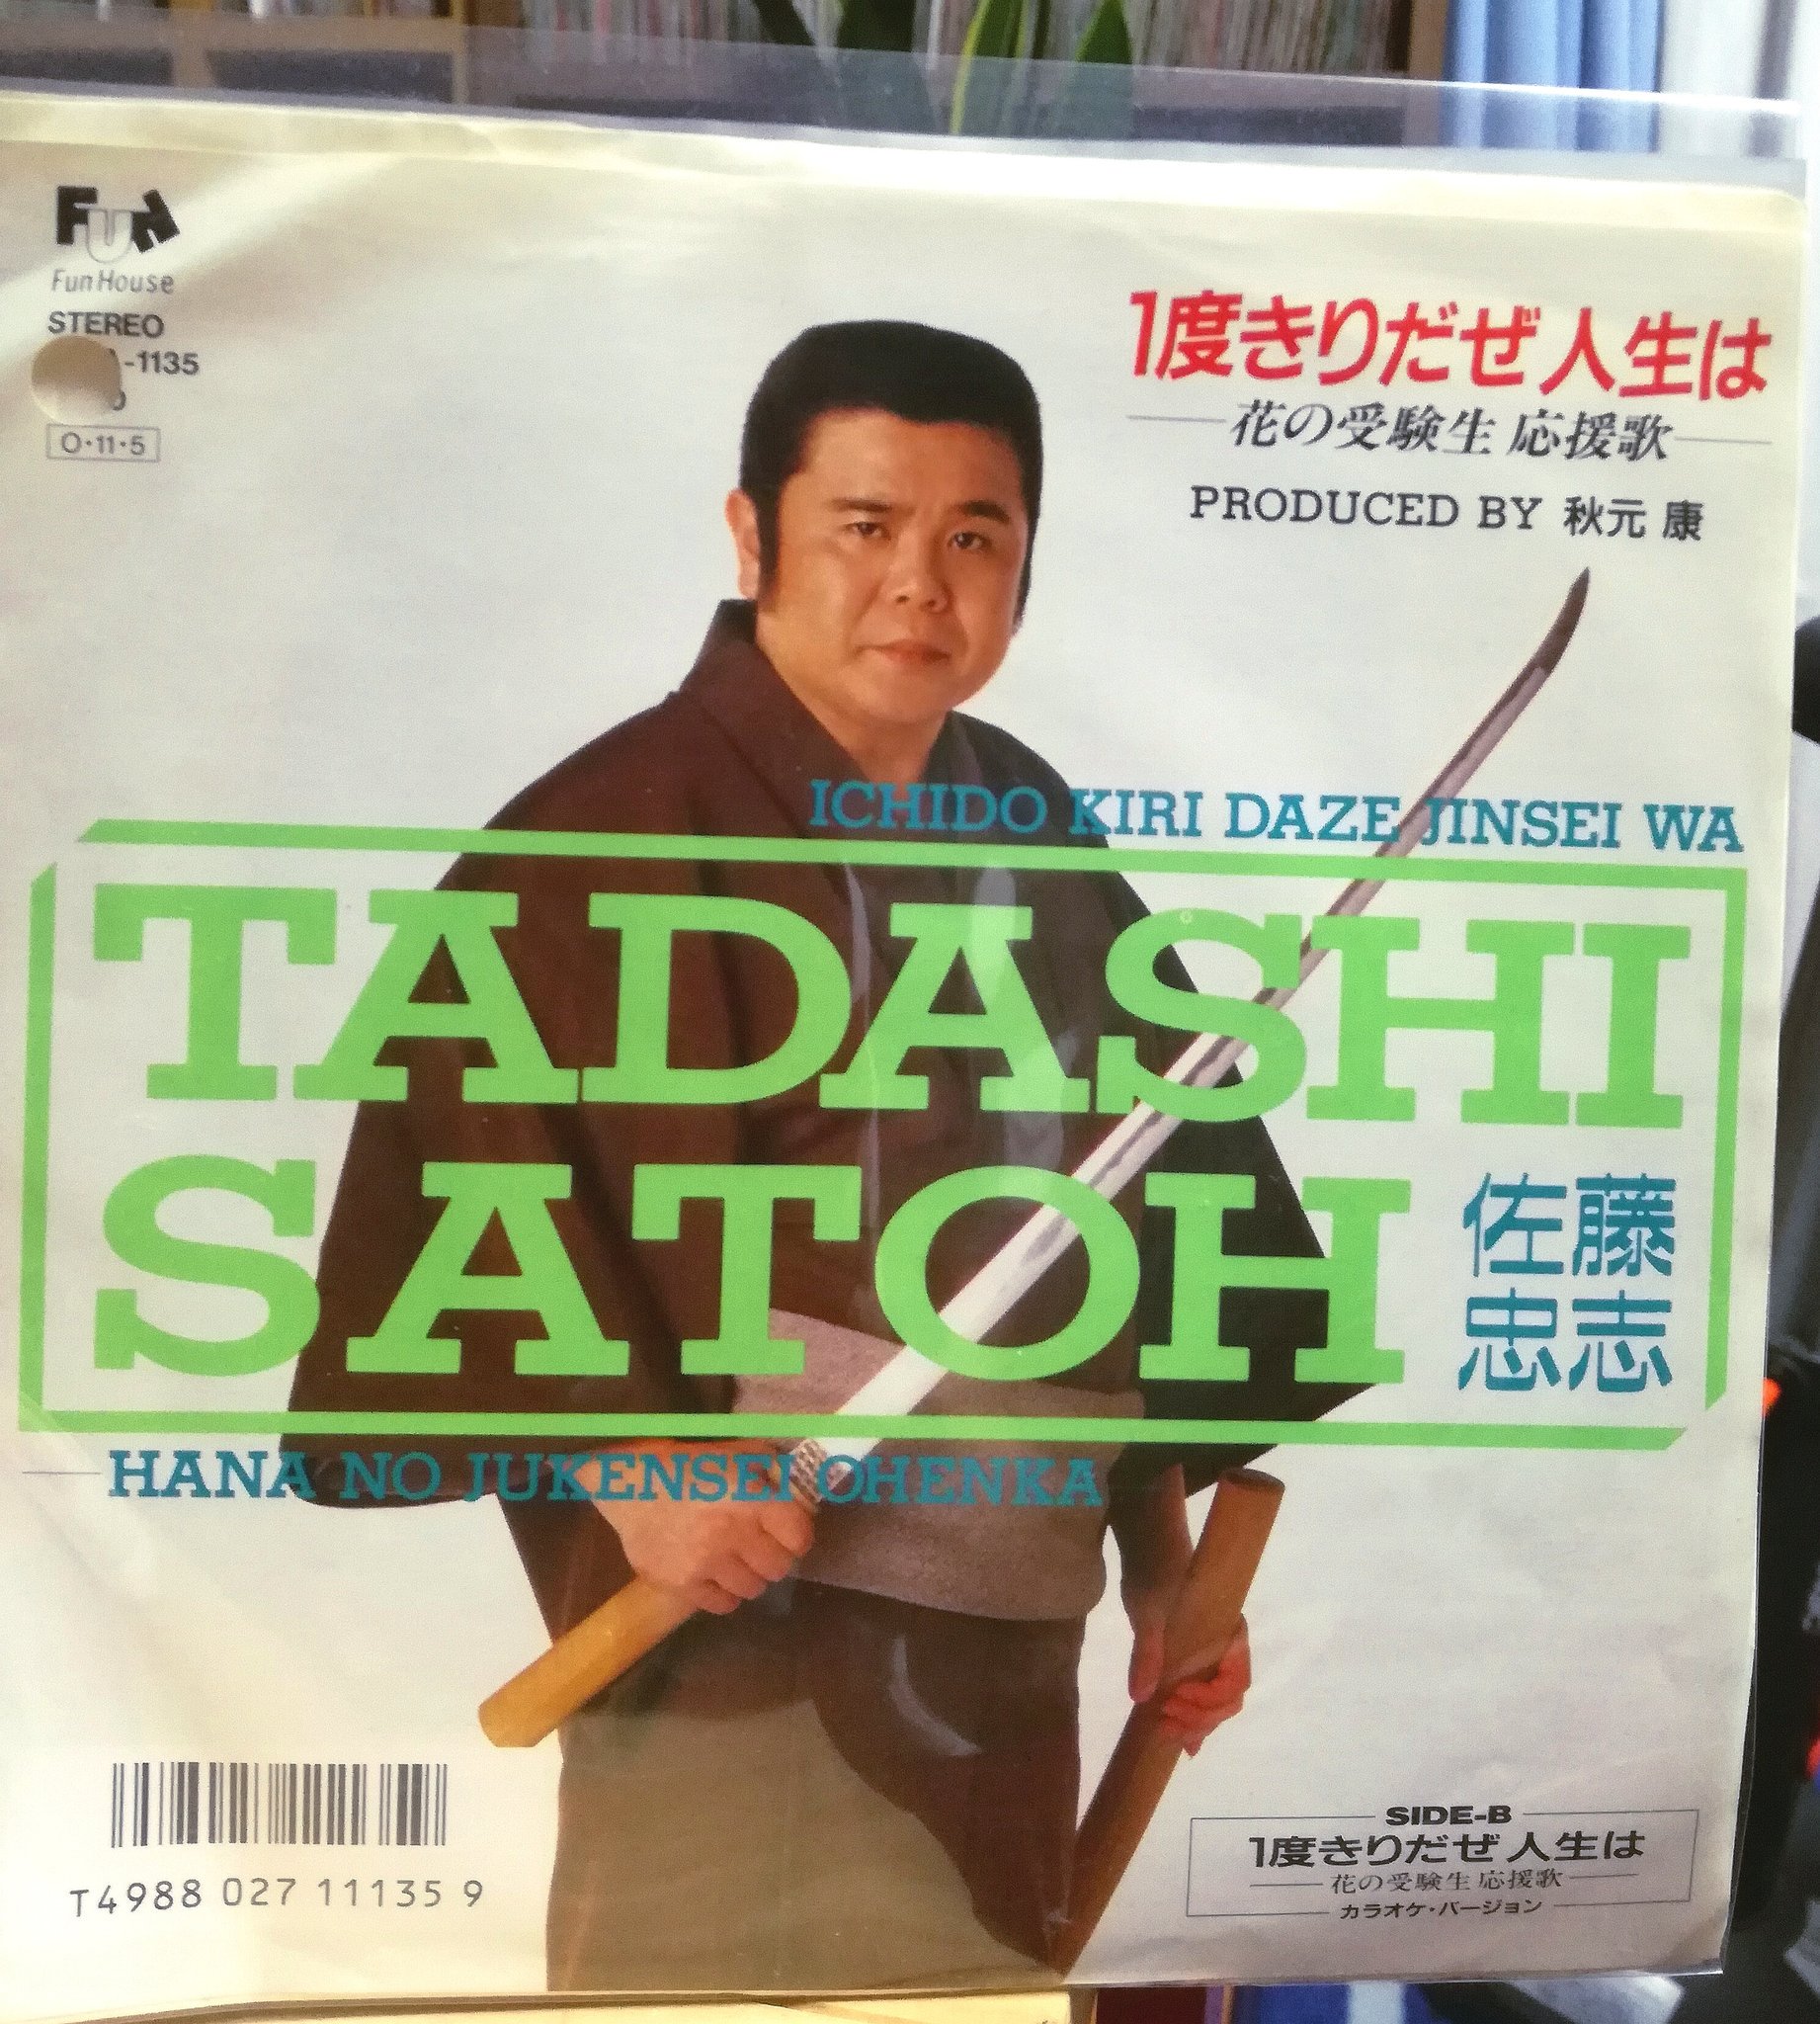 Fun
Fun House
STEREO
-1135
O・11・5
1度きりだぜ人生は
花の受験生 応援歌
PRODUCED BY 秋元 康
ICHIDO KIRI DAZE JINSEI WA
TADASHI
SATOH
佐藤
忠志
HANA NO JUKENSEI OHENKA
T4988 027 11135 9
SIDE-B
1度きりだぜ人生は
花の受験生 応援歌
カラオケ・バージョン